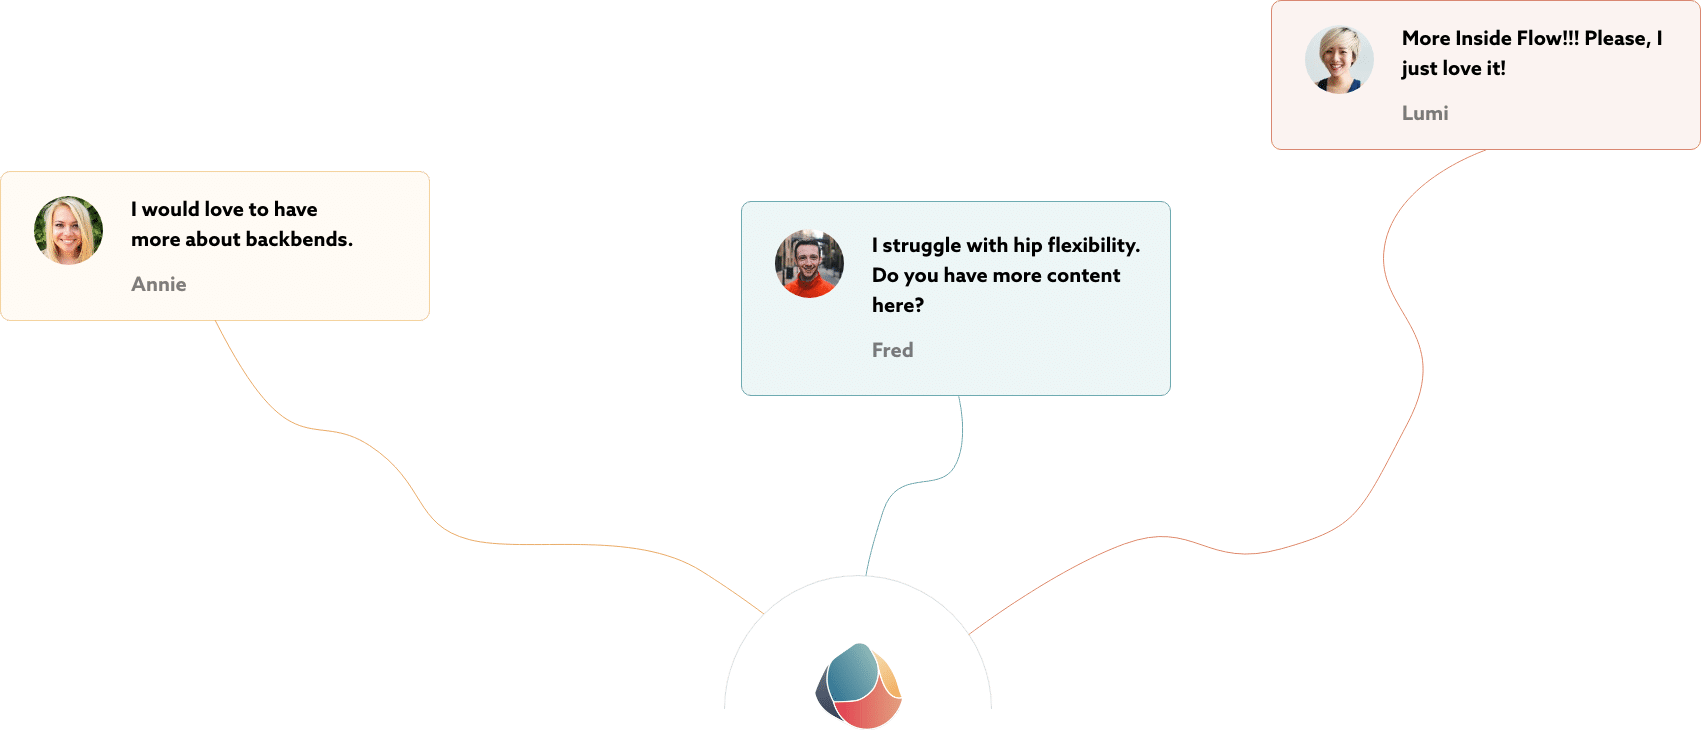 More Inside Flow!!! Please, I
just love it!
Lumi
I would love to have
more about backbends.
Annie
I struggle with hip flexibility.
Do you have more content
here?
Fred